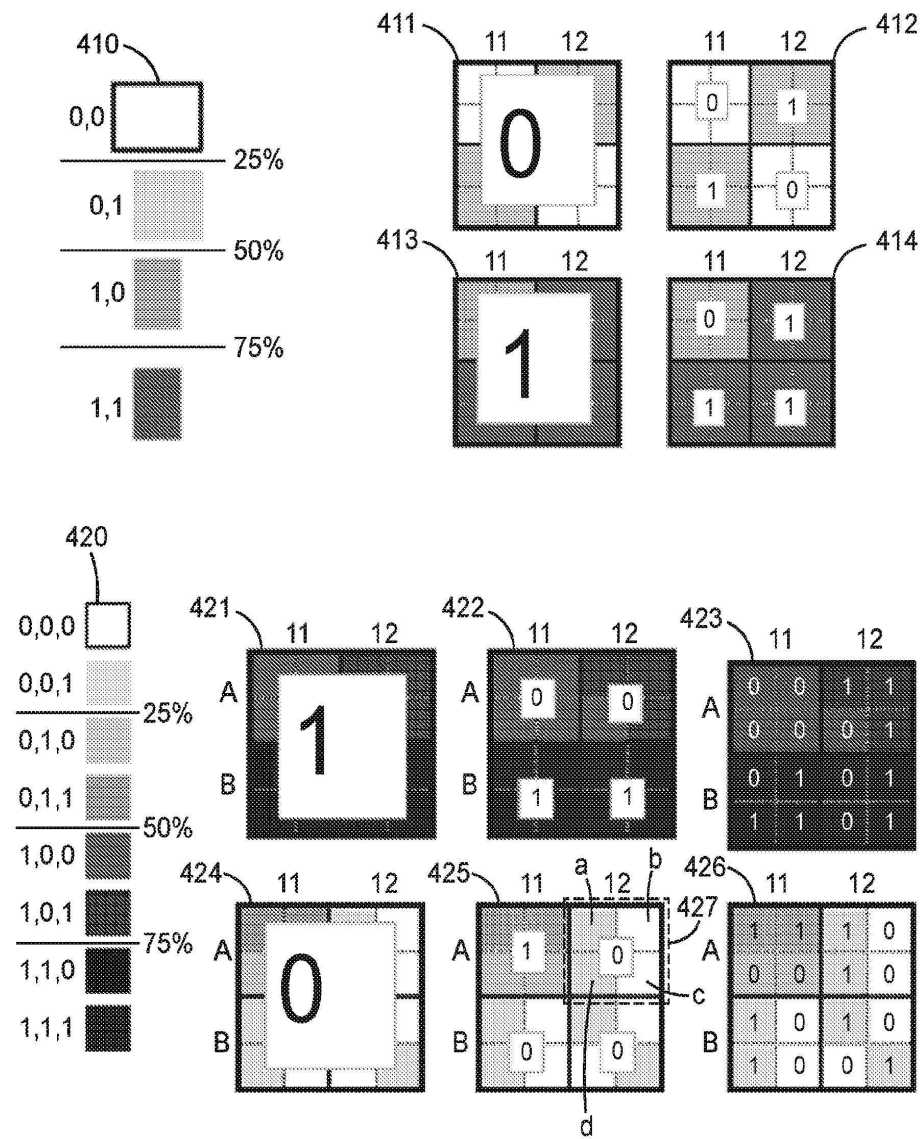 410
0,0
25%
0,1
50%
1,0
75%
1,1
411
11 12
0
412
11 12
0 1
1 0
413
11 12
1
414
11 12
0 1
1 1
420
0,0,0
0,0,1
25%
0,1,0
0,1,1
50%
1,0,0
1,0,1
75%
1,1,0
1,1,1
421
11 12
A
1
B
422
11 12
A 0 0
B 1 1
423
11 12
A
0 0 1 1
0 0 0 1
B
0 1 0 1
1 1 0 1
424
11 12
A
0
B
425
11 12
a b
427
A 1 0
c
B 0 0
d
426
11 12
A
1 1 1 0
0 0 1 0
B
1 0 1 0
1 0 0 1